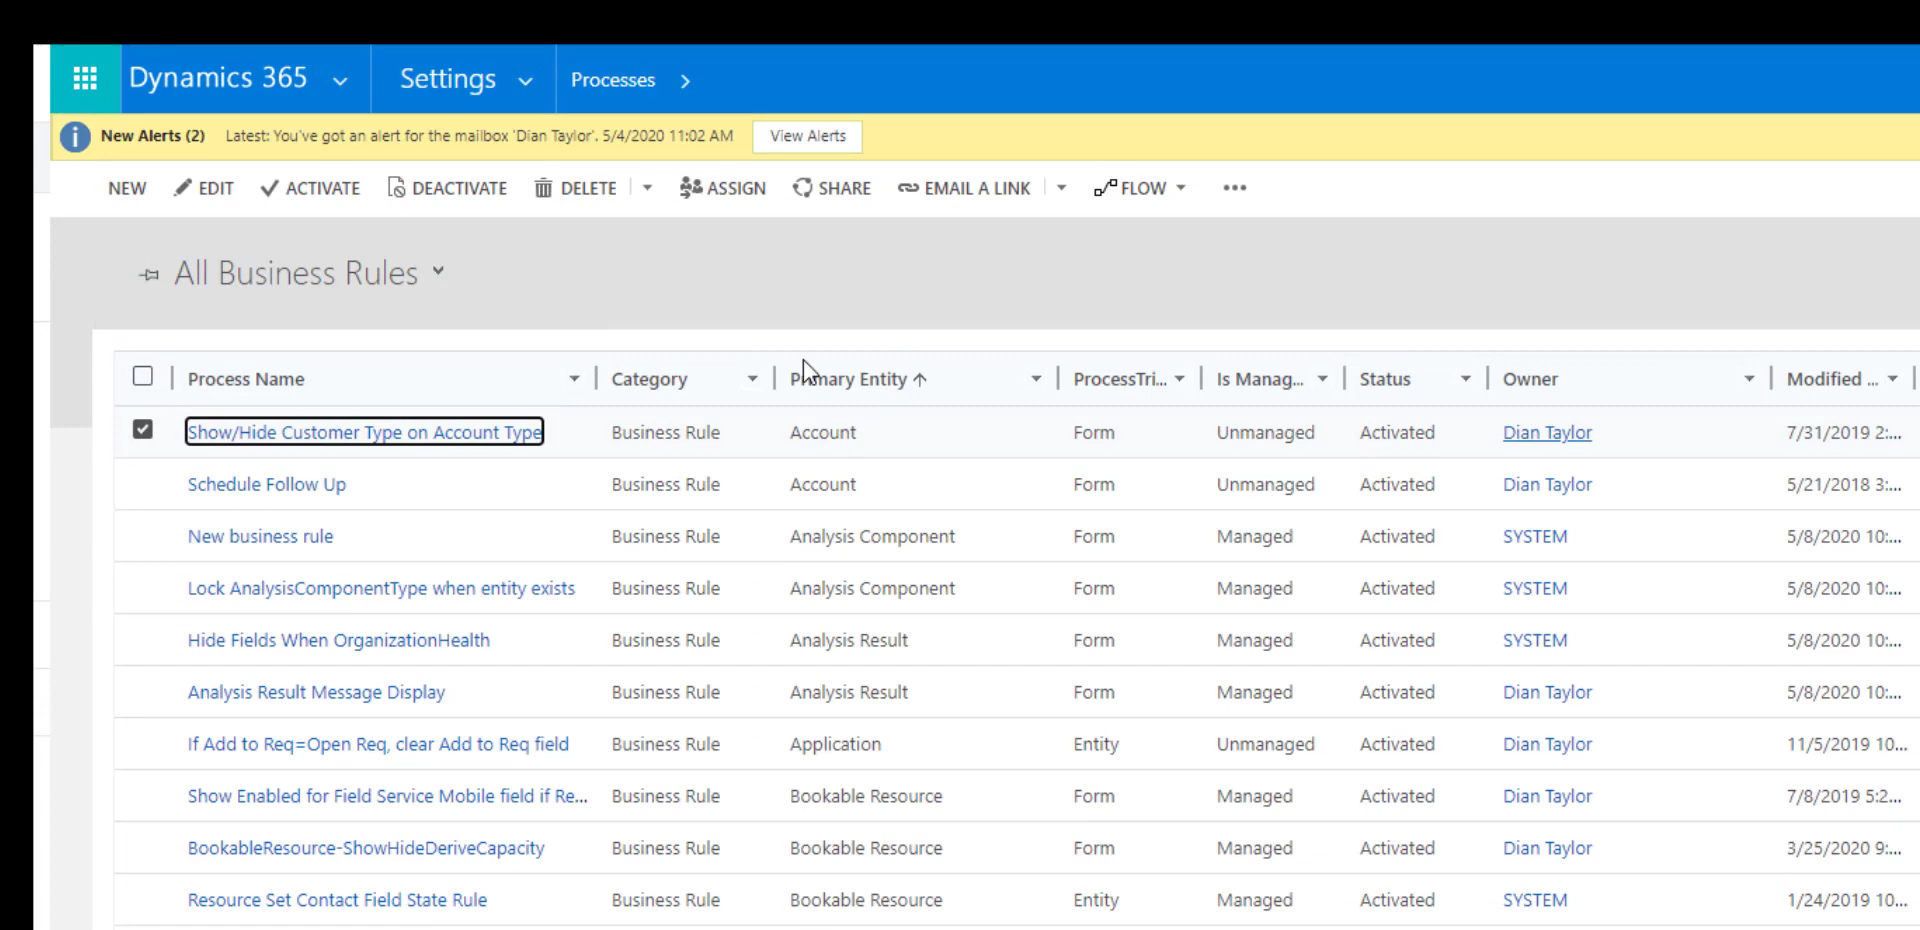 Dynamics 365 Settings Processes
New Alerts (2) Latest: You've got an alert for the mailbox 'Dian Taylor'. 5/4/2020 11:02 AM View Alerts
NEW EDIT ACTIVATE DEACTIVATE DELETE ASSIGN SHARE EMAIL A LINK FLOW
All Business Rules
Process Name Category Primary Entity ProcessTri... Is Manag... Status Owner Modified ...
Show/Hide Customer Type on Account Type Business Rule Account Form Unmanaged Activated Dian Taylor 7/31/2019 2:...
Schedule Follow Up Business Rule Account Form Unmanaged Activated Dian Taylor 5/21/2018 3:...
New business rule Business Rule Analysis Component Form Managed Activated SYSTEM 5/8/2020 10:...
Lock AnalysisComponentType when entity exists Business Rule Analysis Component Form Managed Activated SYSTEM 5/8/2020 10:...
Hide Fields When OrganizationHealth Business Rule Analysis Result Form Managed Activated SYSTEM 5/8/2020 10:...
Analysis Result Message Display Business Rule Analysis Result Form Managed Activated Dian Taylor 5/8/2020 10:...
If Add to Req=Open Req, clear Add to Req field Business Rule Application Entity Unmanaged Activated Dian Taylor 11/5/2019 10...
Show Enabled for Field Service Mobile field if Re... Business Rule Bookable Resource Form Managed Activated Dian Taylor 7/8/2019 5:2...
BookableResource-ShowHideDeriveCapacity Business Rule Bookable Resource Form Managed Activated Dian Taylor 3/25/2020 9:...
Resource Set Contact Field State Rule Business Rule Bookable Resource Entity Managed Activated SYSTEM 1/24/2019 10...